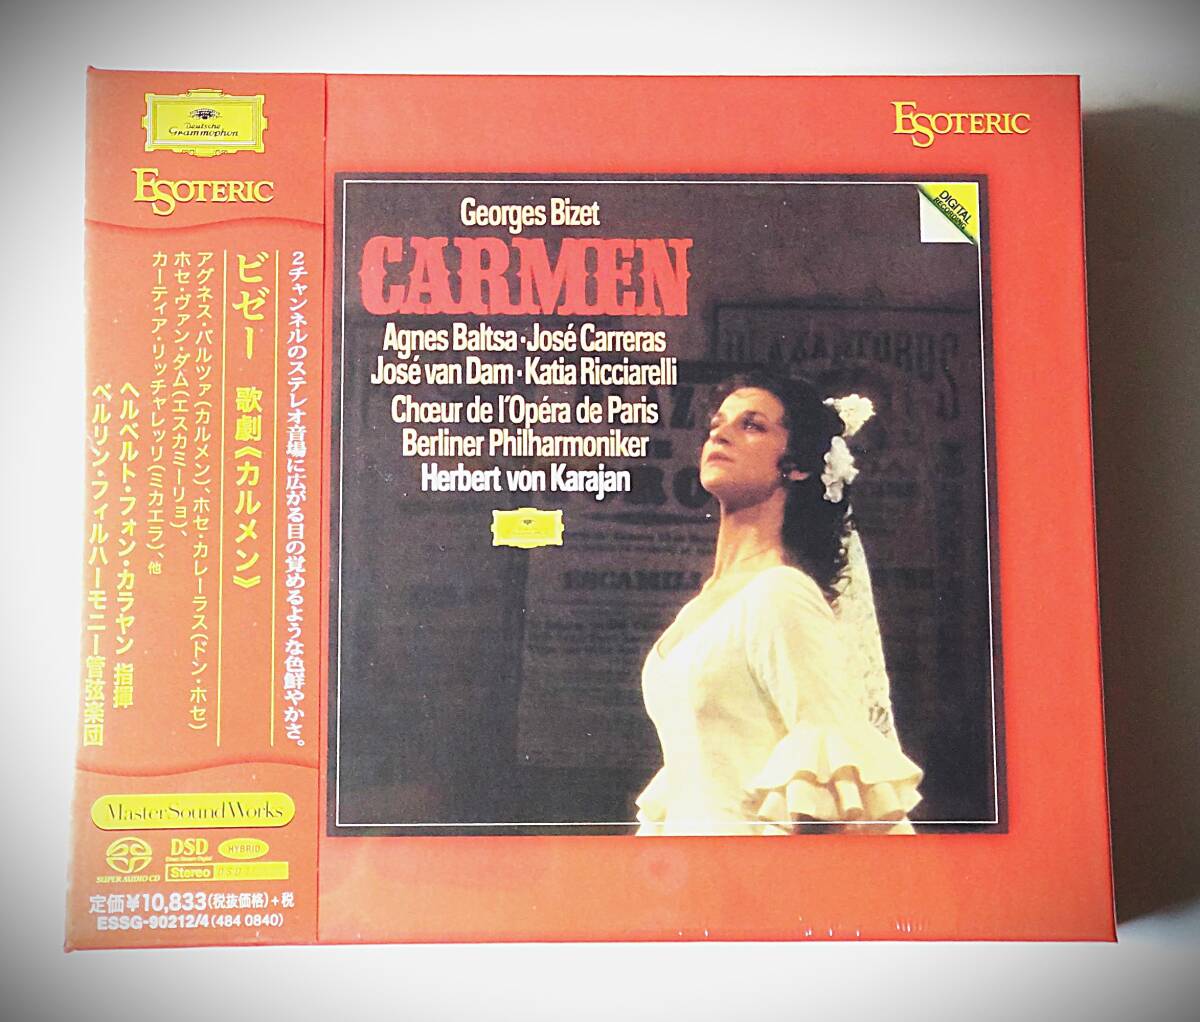 Deutsche
Grammophon
ESOTERIC
2チャンネルのステレオ音場に広がる目の覚めるような色鮮やかさ。
ビゼー 歌劇《カルメン》
アグネス・バルツァ(カルメン)、ホセ・カレーラス(ドン・ホセ)
ホセ・ヴァン・ダム(エスカミーリョ)、
カーティア・リッチャレッリ(ミカエラ)、他
ヘルベルト・フォン・カラヤン 指揮
ベルリン・フィルハーモニー管弦楽団
MasterSoundWorks
SUPER AUDIO CD
DSD
Direct Stream Digital
HYBRID
Stereo
定価¥10,833(税抜価格)+税
ESSG-90212/4(484 0840)
ESOTERIC
DIGITAL
RECORDING
Georges Bizet
CARMEN
Agnes Baltsa·José Carreras
José van Dam·Katia Ricciarelli
Chœur de l'Opéra de Paris
Berliner Philharmoniker
Herbert von Karajan